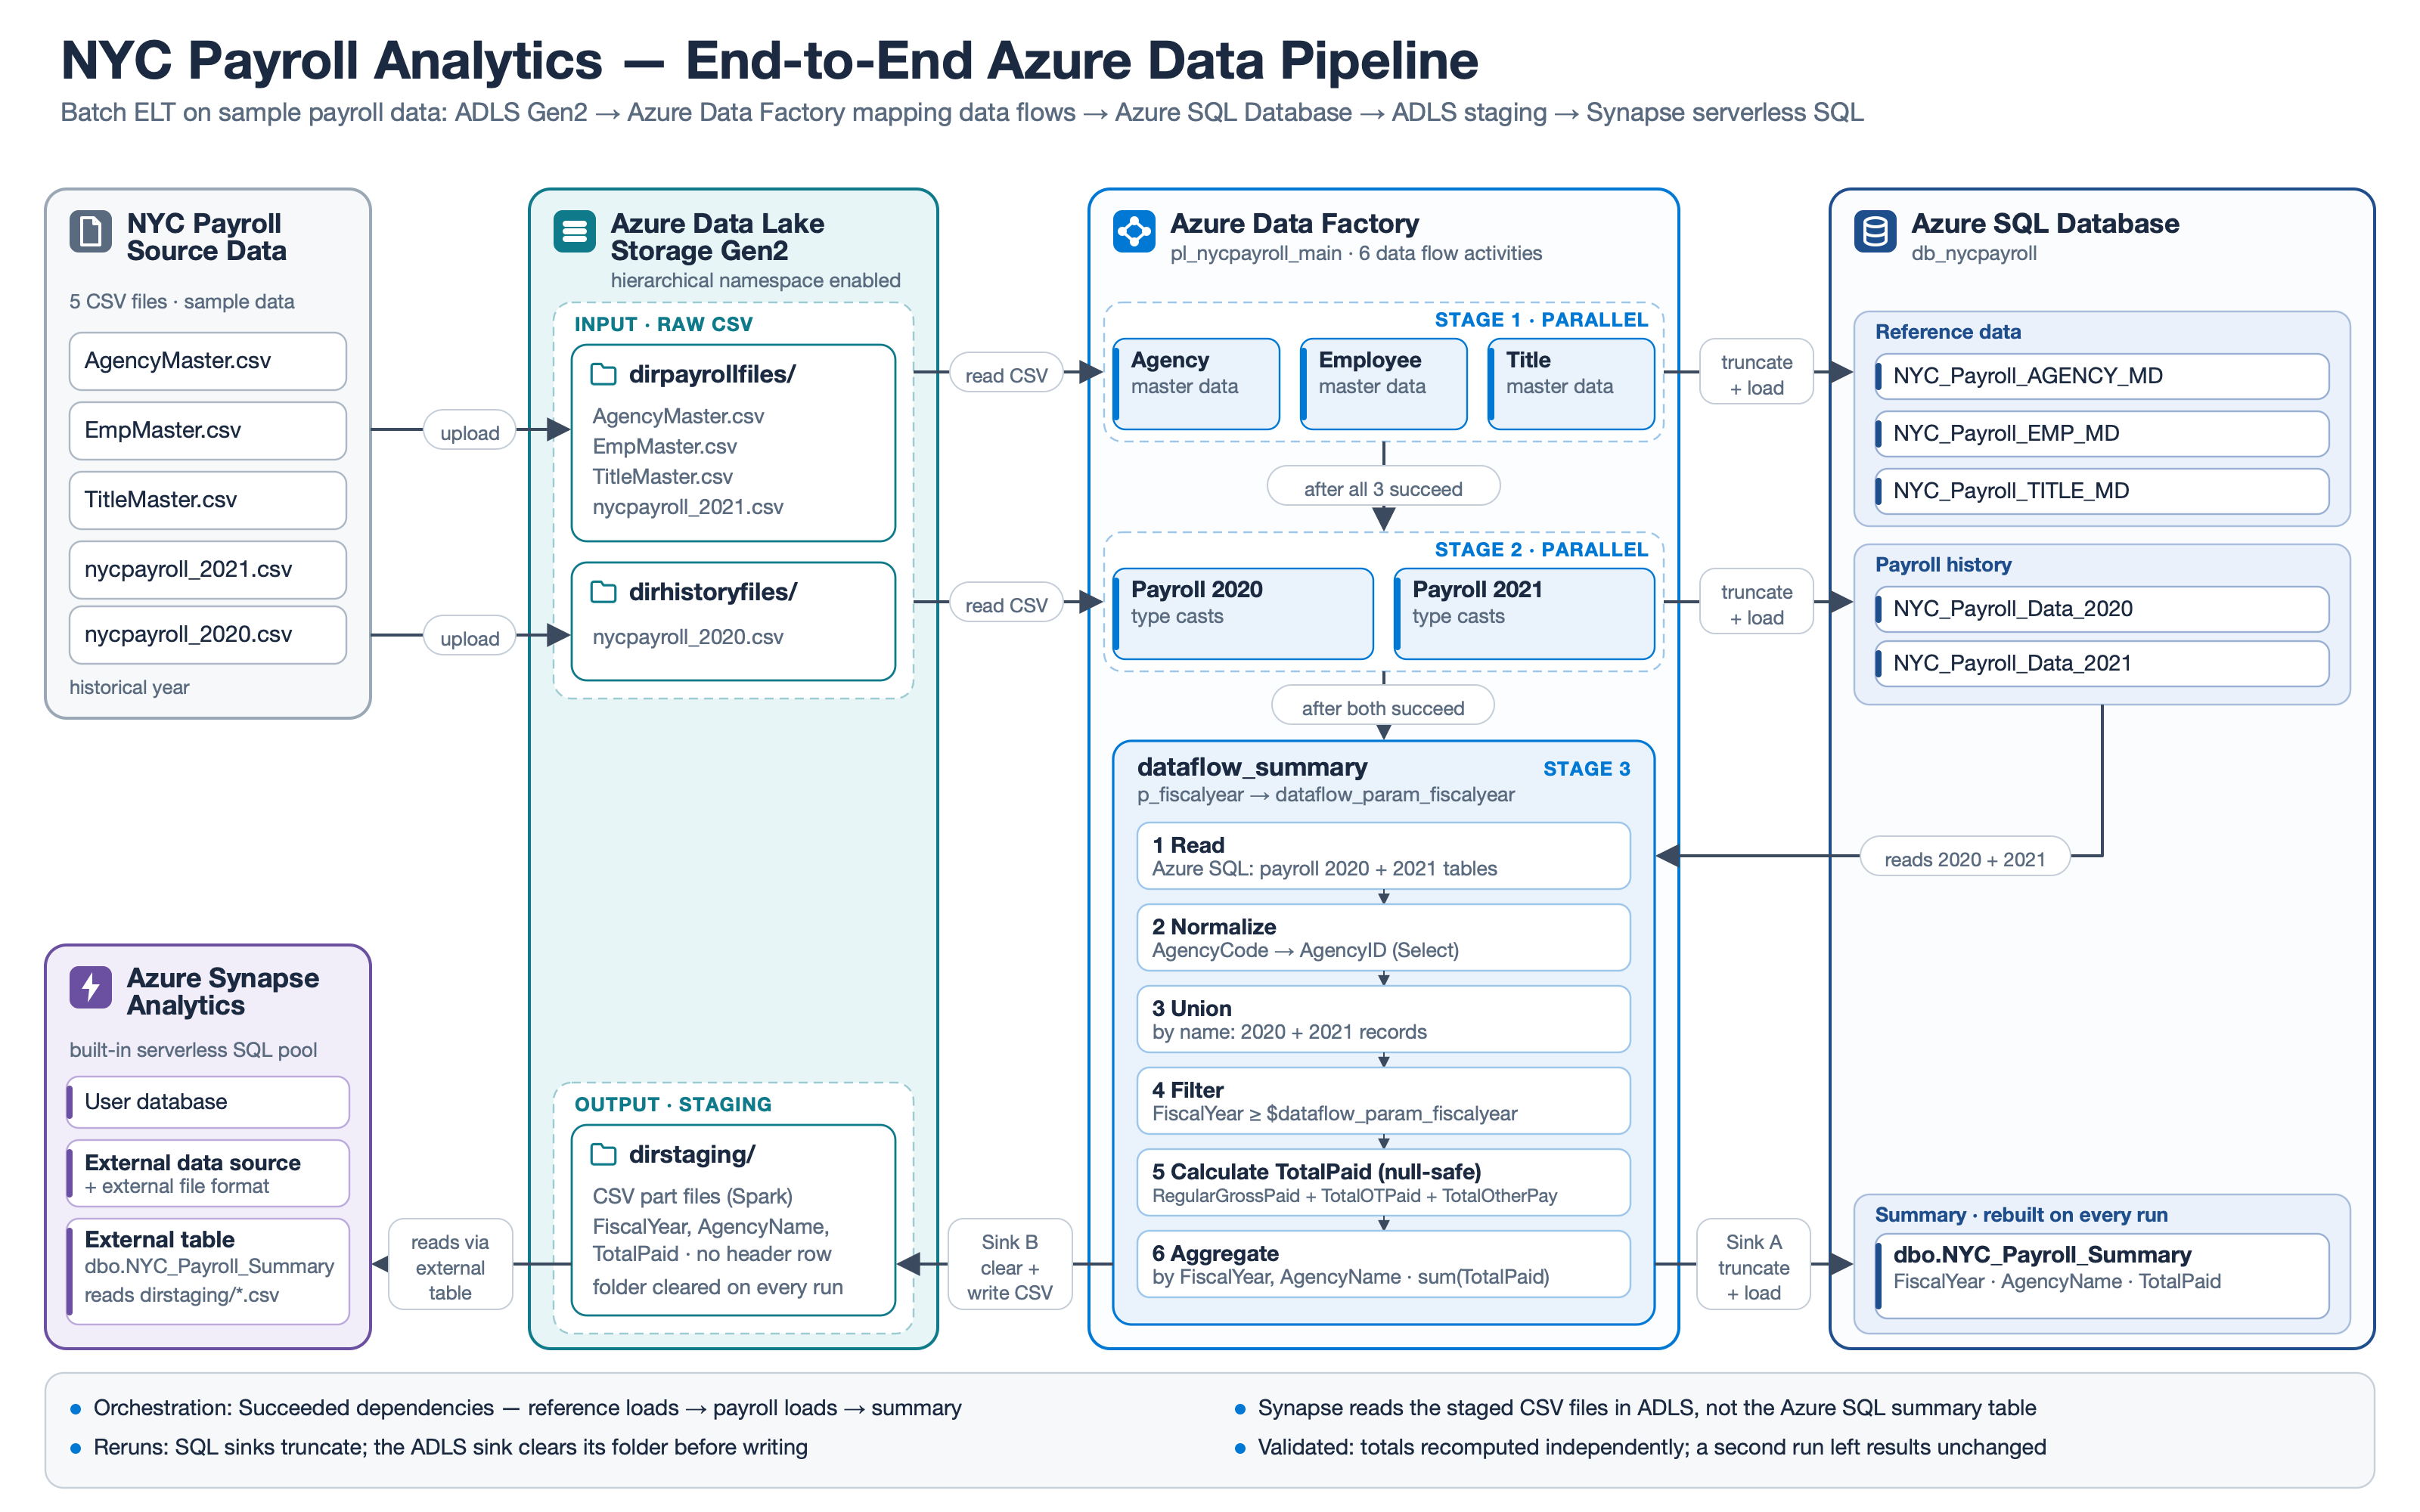 NYC Payroll Analytics — End-to-End Azure Data Pipeline
Batch ELT on sample payroll data: ADLS Gen2 → Azure Data Factory mapping data flows → Azure SQL Database → ADLS staging → Synapse serverless SQL
NYC Payroll
Source Data
5 CSV files · sample data
AgencyMaster.csv
EmpMaster.csv
TitleMaster.csv
nycpayroll_2021.csv
nycpayroll_2020.csv
historical year
upload
upload
Azure Data Lake
Storage Gen2
hierarchical namespace enabled
INPUT · RAW CSV
dirpayrollfiles/
AgencyMaster.csv
EmpMaster.csv
TitleMaster.csv
nycpayroll_2021.csv
dirhistoryfiles/
nycpayroll_2020.csv
read CSV
read CSV
Azure Data Factory
pl_nycpayroll_main · 6 data flow activities
STAGE 1 · PARALLEL
Agency
master data
Employee
master data
Title
master data
after all 3 succeed
STAGE 2 · PARALLEL
Payroll 2020
type casts
Payroll 2021
type casts
after both succeed
dataflow_summary
STAGE 3
p_fiscalyear → dataflow_param_fiscalyear
1 Read
Azure SQL: payroll 2020 + 2021 tables
2 Normalize
AgencyCode → AgencyID (Select)
3 Union
by name: 2020 + 2021 records
4 Filter
FiscalYear ≥ $dataflow_param_fiscalyear
5 Calculate TotalPaid (null-safe)
RegularGrossPaid + TotalOTPaid + TotalOtherPay
6 Aggregate
by FiscalYear, AgencyName · sum(TotalPaid)
truncate
+ load
truncate
+ load
Azure SQL Database
db_nycpayroll
Reference data
NYC_Payroll_AGENCY_MD
NYC_Payroll_EMP_MD
NYC_Payroll_TITLE_MD
Payroll history
NYC_Payroll_Data_2020
NYC_Payroll_Data_2021
reads 2020 + 2021
Sink A
truncate
+ load
Summary · rebuilt on every run
dbo.NYC_Payroll_Summary
FiscalYear · AgencyName · TotalPaid
Sink B
clear +
write CSV
OUTPUT · STAGING
dirstaging/
CSV part files (Spark)
FiscalYear, AgencyName,
TotalPaid · no header row
folder cleared on every run
reads via
external
table
Azure Synapse
Analytics
built-in serverless SQL pool
User database
External data source
+ external file format
External table
dbo.NYC_Payroll_Summary
reads dirstaging/*.csv
Orchestration: Succeeded dependencies — reference loads → payroll loads → summary
Reruns: SQL sinks truncate; the ADLS sink clears its folder before writing
Synapse reads the staged CSV files in ADLS, not the Azure SQL summary table
Validated: totals recomputed independently; a second run left results unchanged